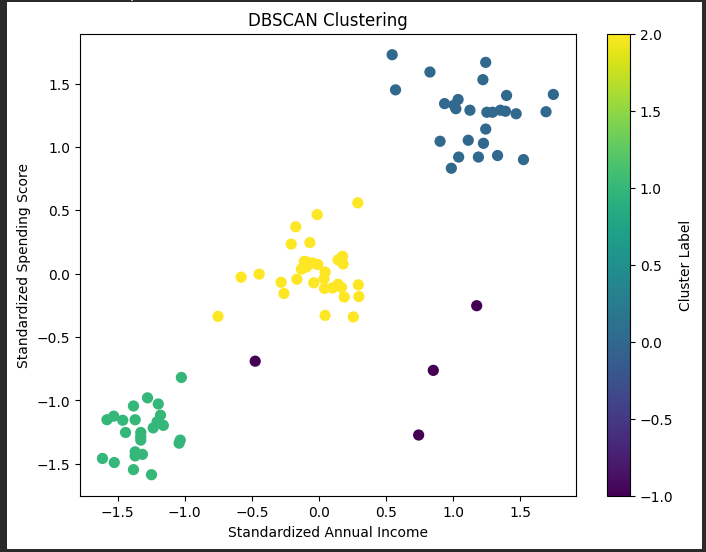 DBSCAN Clustering
Standardized Spending Score
1.5
1.0
0.5
0.0
−0.5
−1.0
−1.5
−1.5 −1.0 −0.5 0.0 0.5 1.0 1.5
Standardized Annual Income
2.0
1.5
1.0
0.5
0.0
−0.5
−1.0
Cluster Label